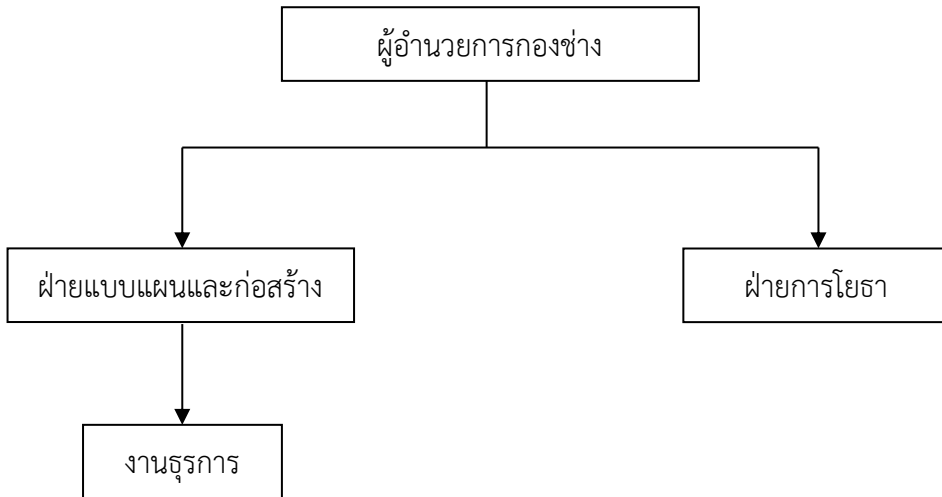 ผู้อำนวยการกองช่าง
ฝ่ายแบบแผนและก่อสร้าง
ฝ่ายการโยธา
งานธุรการ